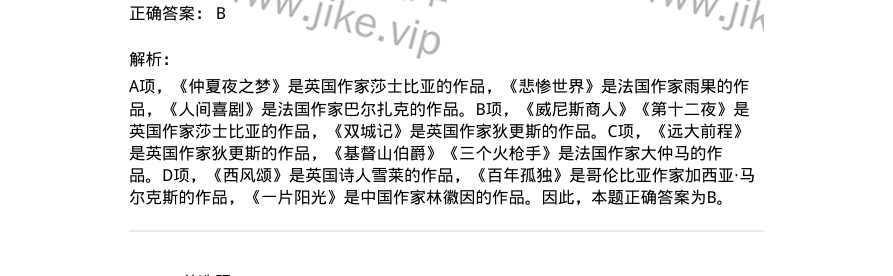 正确答案： B
www.jike.vip
解析：
A项，《仲夏夜之梦》是英国作家莎士比亚的作品，《悲惨世界》是法国作家雨果的作
品，《人间喜剧》是法国作家巴尔扎克的作品。B项，《威尼斯商人》《第十二夜》是
英国作家莎士比亚的作品，《双城记》是英国作家狄更斯的作品。C项，《远大前程》
是英国作家狄更斯的作品，《基督山伯爵》《三个火枪手》是法国作家大仲马的作
品。D项，《西风颂》是英国诗人雪莱的作品，《百年孤独》是哥伦比亚作家加西亚·马
尔克斯的作品，《一片阳光》是中国作家林徽因的作品。因此，本题正确答案为B。